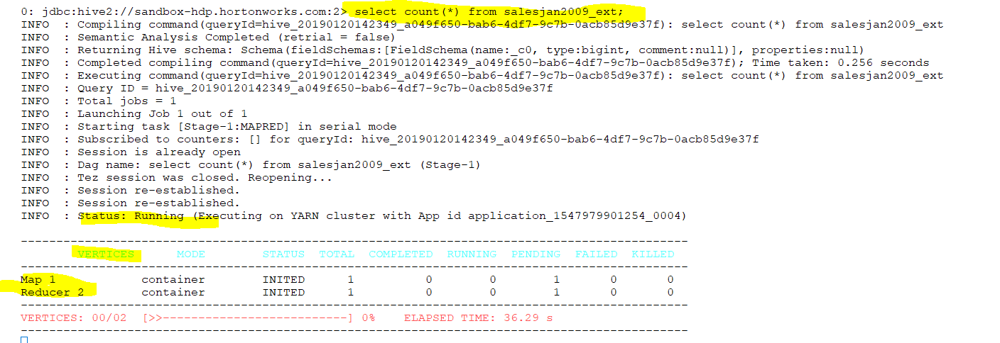 0: jdbc:hive2://sandbox-hdp.hortonworks.com:2> select count(*) from salesjan2009_ext;
INFO  : Compiling command(queryId=hive_20190120142349_a049f650-bab6-4df7-9c7b-0acb85d9e37f): select count(*) from salesjan2009_ext
INFO  : Semantic Analysis Completed (retrial = false)
INFO  : Returning Hive schema: Schema(fieldSchemas:[FieldSchema(name:_c0, type:bigint, comment:null)], properties:null)
INFO  : Completed compiling command(queryId=hive_20190120142349_a049f650-bab6-4df7-9c7b-0acb85d9e37f); Time taken: 0.256 seconds
INFO  : Executing command(queryId=hive_20190120142349_a049f650-bab6-4df7-9c7b-0acb85d9e37f): select count(*) from salesjan2009_ext
INFO  : Query ID = hive_20190120142349_a049f650-bab6-4df7-9c7b-0acb85d9e37f
INFO  : Total jobs = 1
INFO  : Launching Job 1 out of 1
INFO  : Starting task [Stage-1:MAPRED] in serial mode
INFO  : Subscribed to counters: [] for queryId: hive_20190120142349_a049f650-bab6-4df7-9c7b-0acb85d9e37f
INFO  : Session is already open
INFO  : Dag name: select count(*) from salesjan2009_ext (Stage-1)
INFO  : Tez session was closed. Reopening...
INFO  : Session re-established.
INFO  : Session re-established.
INFO  : Status: Running (Executing on YARN cluster with App id application_1547979901254_0004)
----------------------------------------------------------------------------------------------
        VERTICES      MODE        STATUS  TOTAL  COMPLETED  RUNNING  PENDING  FAILED  KILLED
----------------------------------------------------------------------------------------------
Map 1            container        INITED      1          0        0        1       0       0
Reducer 2        container        INITED      1          0        0        1       0       0
----------------------------------------------------------------------------------------------
VERTICES: 00/02  [>>--------------------------] 0%    ELAPSED TIME: 36.29 s
----------------------------------------------------------------------------------------------